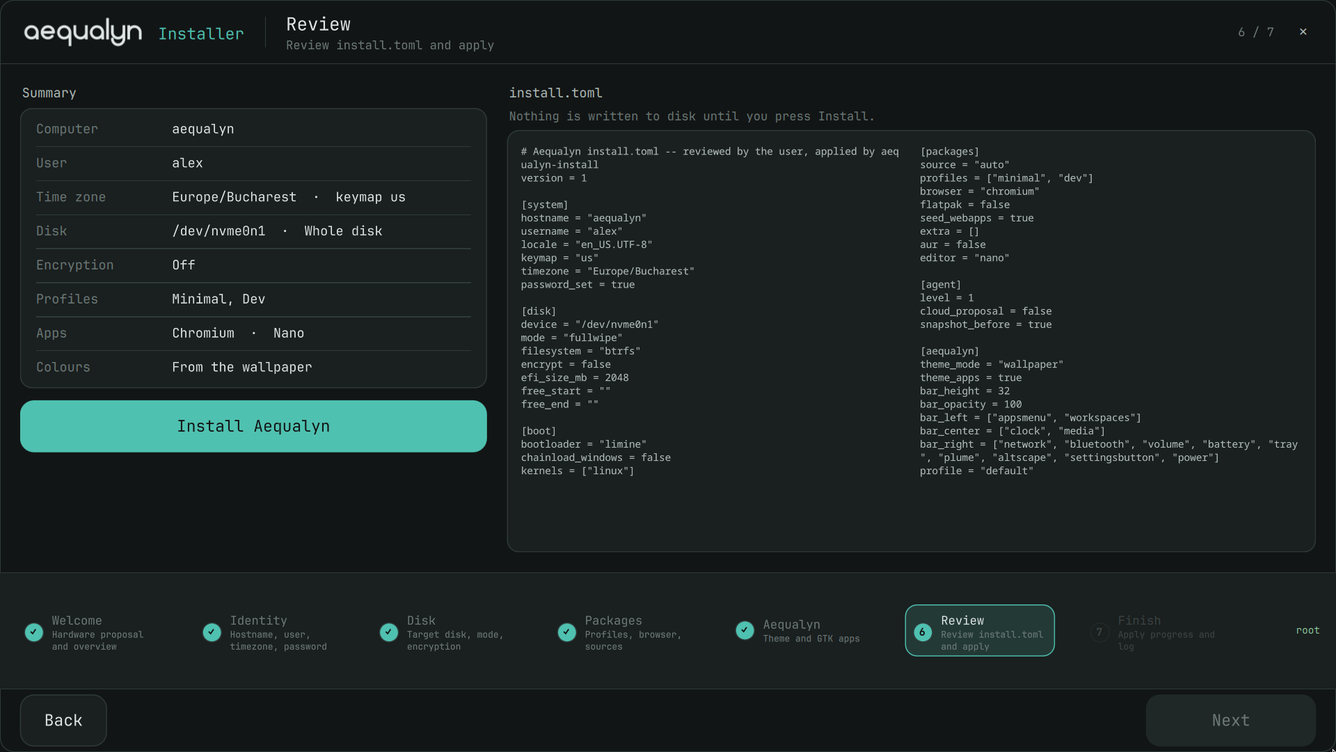 aequalyn Installer
Review
Review install.toml and apply
6 / 7
×
Summary
Computer aequalyn
User alex
Time zone Europe/Bucharest · keymap us
Disk /dev/nvme0n1 · Whole disk
Encryption Off
Profiles Minimal, Dev
Apps Chromium · Nano
Colours From the wallpaper
Install Aequalyn
install.toml
Nothing is written to disk until you press Install.
# Aequalyn install.toml -- reviewed by the user, applied by aeq
ualyn-install
version = 1
[system]
hostname = "aequalyn"
username = "alex"
locale = "en_US.UTF-8"
keymap = "us"
timezone = "Europe/Bucharest"
password_set = true
[disk]
device = "/dev/nvme0n1"
mode = "fullwipe"
filesystem = "btrfs"
encrypt = false
efi_size_mb = 2048
free_start = ""
free_end = ""
[boot]
bootloader = "limine"
chainload_windows = false
kernels = ["linux"]
[packages]
source = "auto"
profiles = ["minimal", "dev"]
browser = "chromium"
flatpak = false
seed_webapps = true
extra = []
aur = false
editor = "nano"
[agent]
level = 1
cloud_proposal = false
snapshot_before = true
[aequalyn]
theme_mode = "wallpaper"
theme_apps = true
bar_height = 32
bar_opacity = 100
bar_left = ["appsmenu", "workspaces"]
bar_center = ["clock", "media"]
bar_right = ["network", "bluetooth", "volume", "battery", "tray
", "plume", "altscape", "settingsbutton", "power"]
profile = "default"
Welcome
Hardware proposal
and overview
Identity
Hostname, user,
timezone, password
Disk
Target disk, mode,
encryption
Packages
Profiles, browser,
sources
Aequalyn
Theme and GTK apps
6
Review
Review install.toml
and apply
7
Finish
Apply progress and
log
root
Back
Next